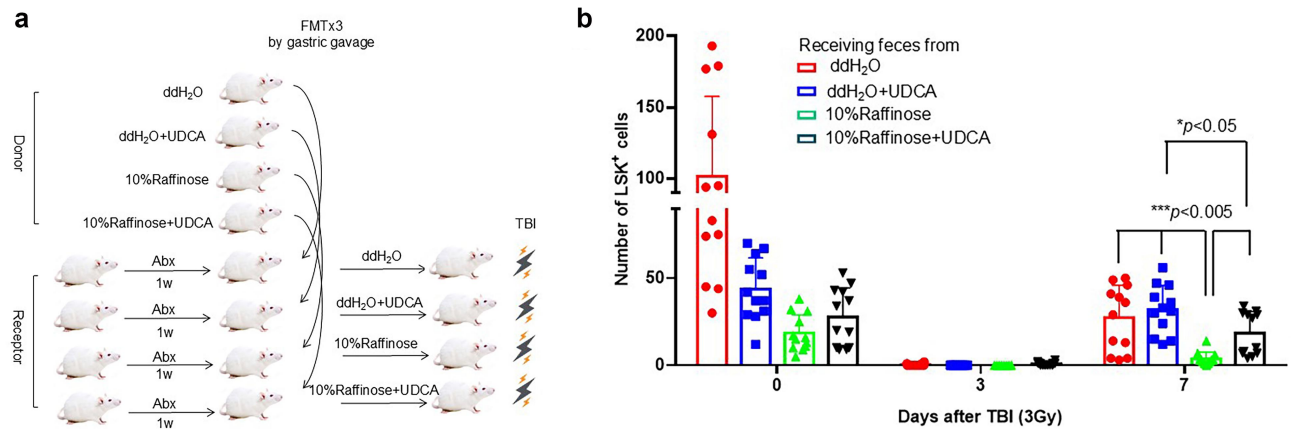 a
FMTx3
by gastric gavage
Donor
ddH2O
ddH2O+UDCA
10%Raffinose
10%Raffinose+UDCA
TBI
Receptor
Abx
1w
ddH2O
Abx
1w
ddH2O+UDCA
Abx
1w
10%Raffinose
Abx
1w
10%Raffinose+UDCA
b
Number of LSK+ cells
200
150
100
50
0
Receiving feces from
ddH2O
ddH2O+UDCA
10%Raffinose
10%Raffinose+UDCA
*p<0.05
***p<0.005
0
3
7
Days after TBI (3Gy)